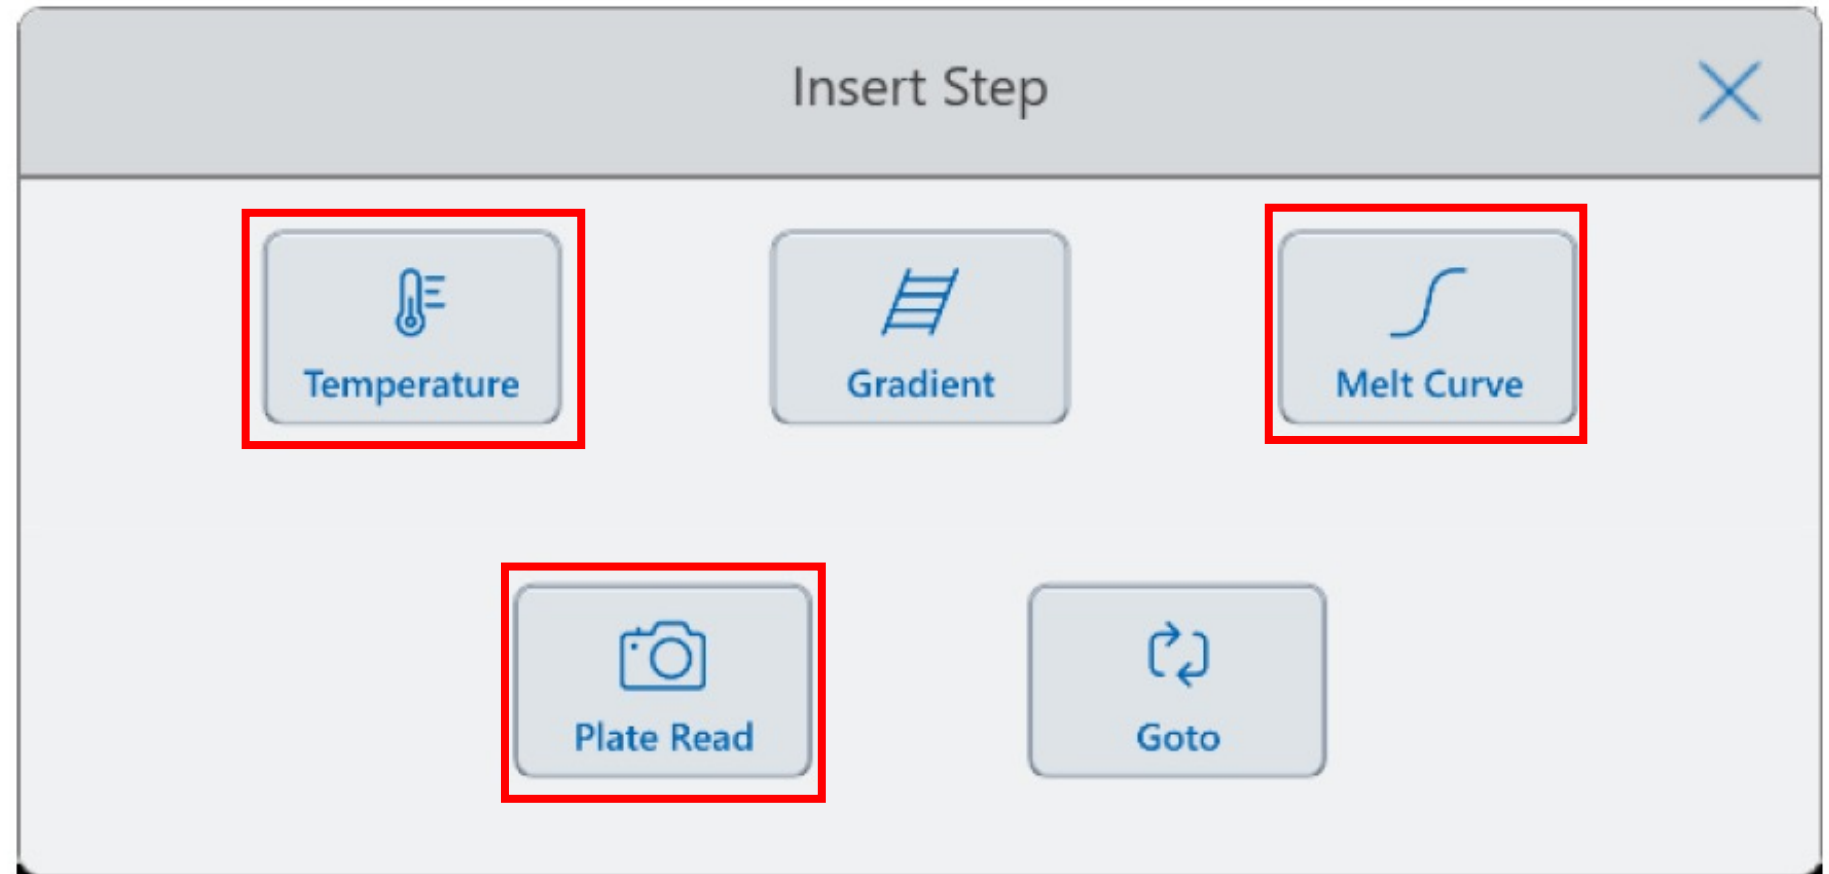 Insert Step
Temperature
Gradient
Melt Curve
Plate Read
Goto